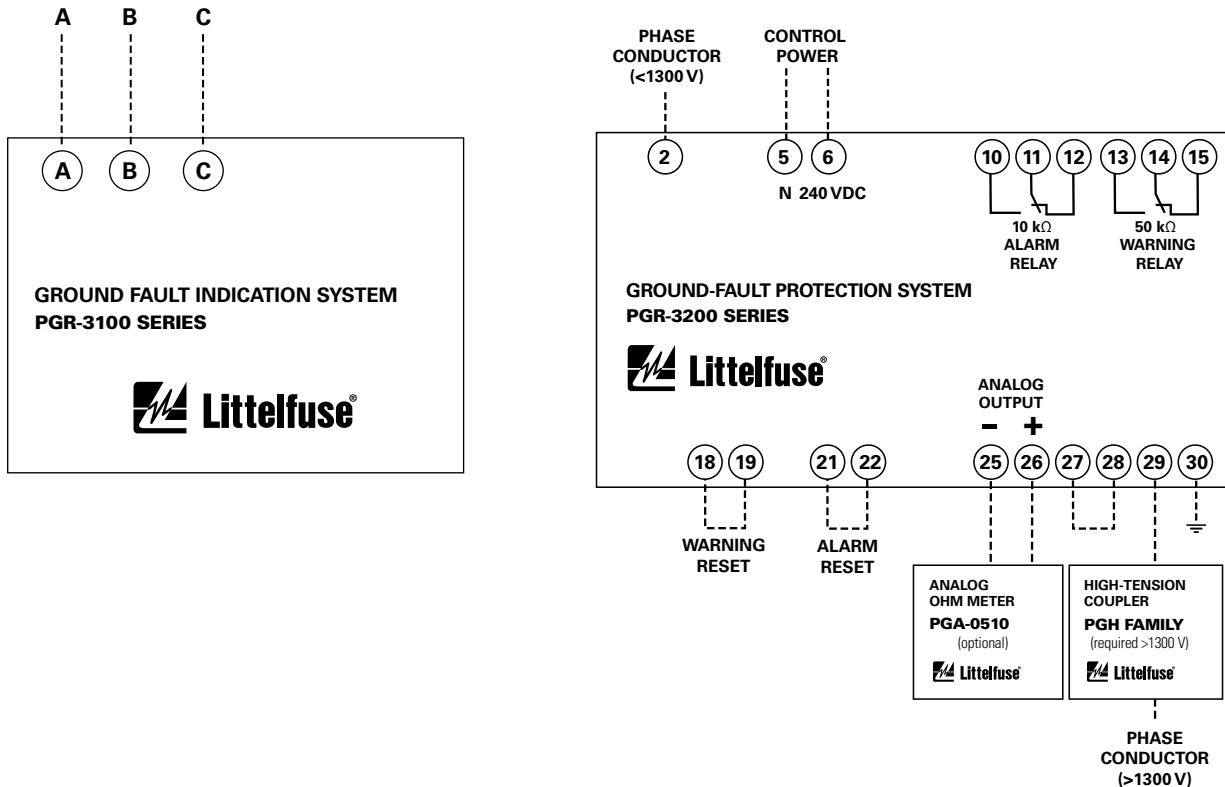 A B C
A B C
GROUND FAULT INDICATION SYSTEM
PGR-3100 SERIES
Littelfuse®
PHASE
CONDUCTOR
(<1300 V)
CONTROL
POWER
2 5 6 10 11 12 13 14 15
N 240 VDC
10 kΩ
ALARM
RELAY
50 kΩ
WARNING
RELAY
GROUND-FAULT PROTECTION SYSTEM
PGR-3200 SERIES
Littelfuse®
ANALOG
OUTPUT
- +
18 19 21 22 25 26 27 28 29 30
WARNING
RESET
ALARM
RESET
ANALOG
OHM METER
PGA-0510
(optional)
Littelfuse®
HIGH-TENSION
COUPLER
PGH FAMILY
(required >1300 V)
Littelfuse®
PHASE
CONDUCTOR
(>1300 V)